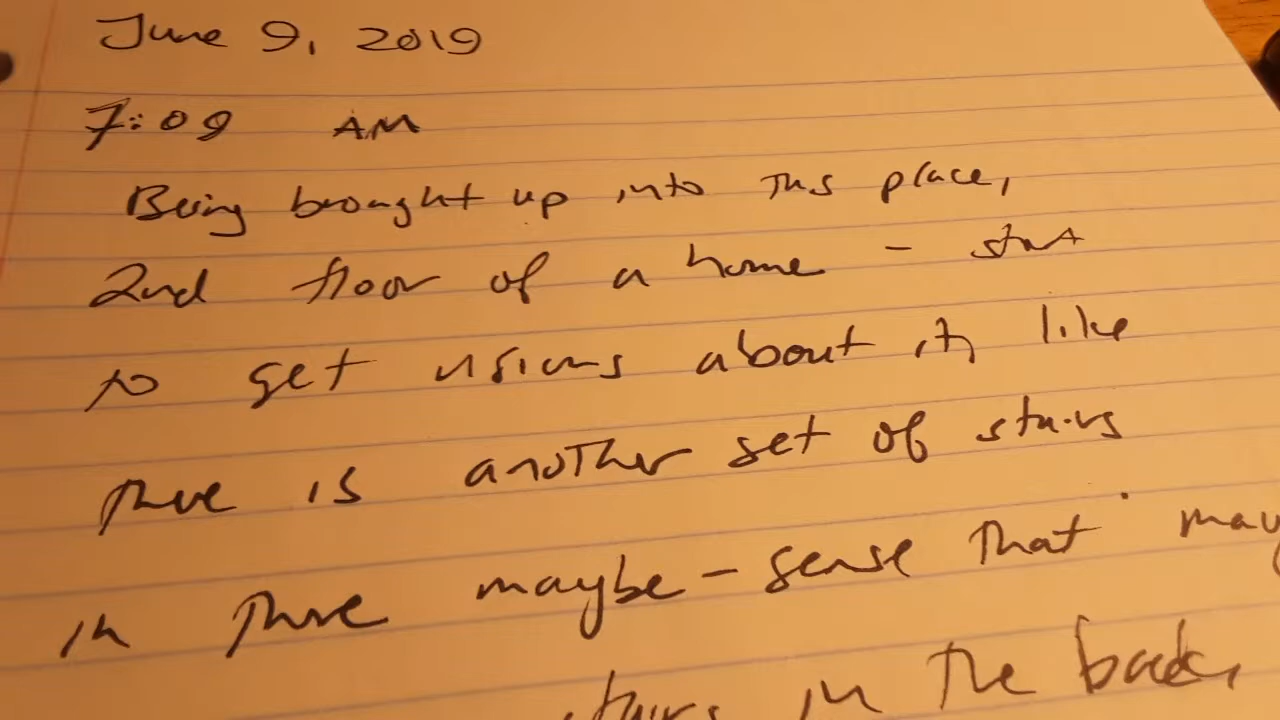 June 9, 2019
7:09 AM
Being brought up into this place,
2nd floor of a home - start
to get visions about it, like
there is another set of stairs
in there maybe - sense that may
stairs in the back,